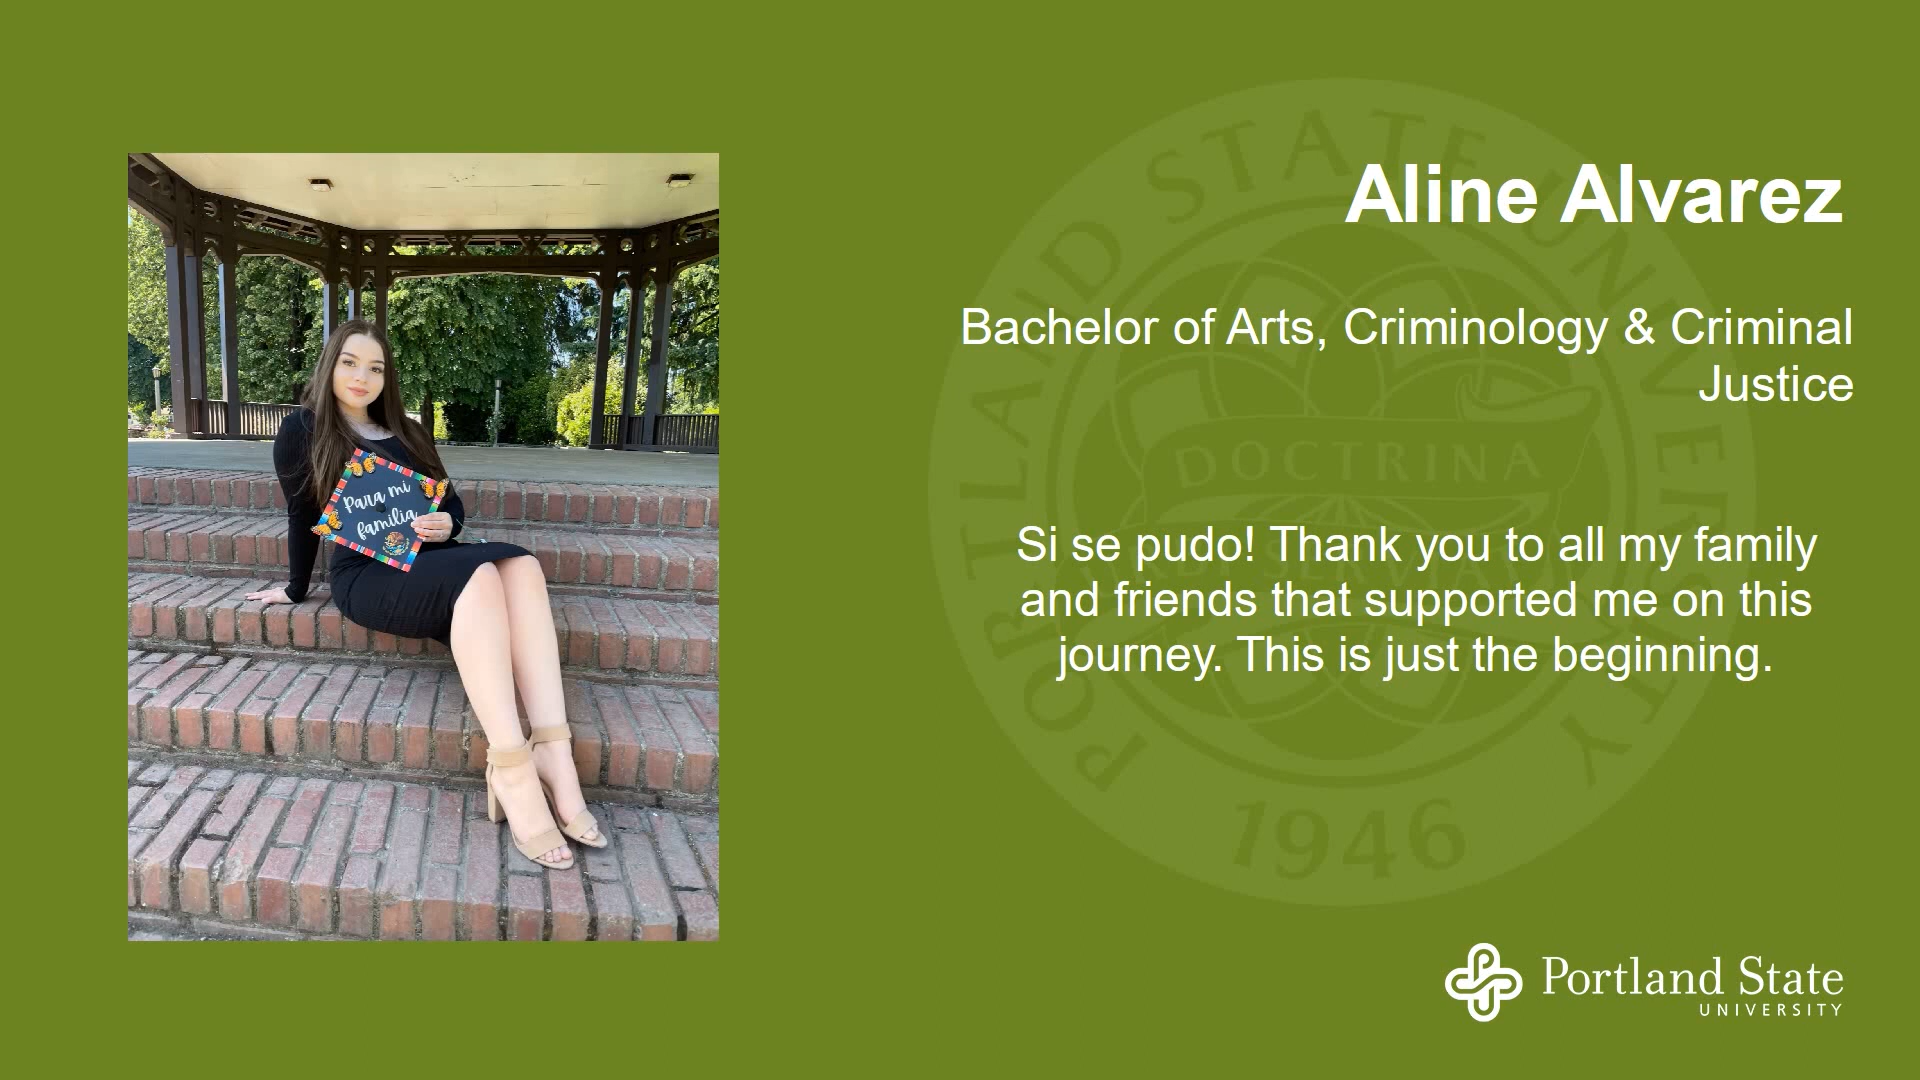 Aline Alvarez
Bachelor of Arts, Criminology & Criminal
Justice
Si se pudo! Thank you to all my family
and friends that supported me on this
journey. This is just the beginning.
Para mi
familia
PORTLAND STATE UNIVERSITY
DOCTRINA
1946
Portland State
UNIVERSITY